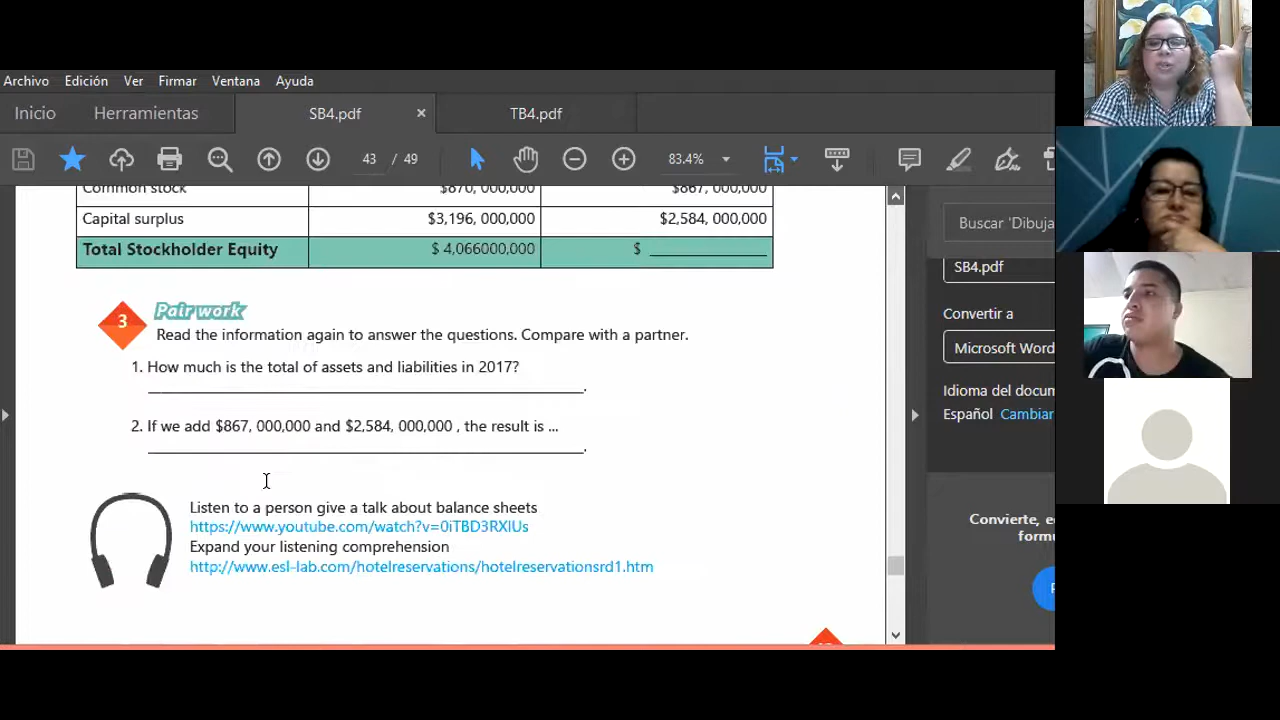 Archivo Edición Ver Firmar Ventana Ayuda
Inicio Herramientas SB4.pdf × TB4.pdf
43 / 49 83.4%
Common stock $870, 000,000 $867, 000,000
Capital surplus $3,196, 000,000 $2,584, 000,000
Total Stockholder Equity $ 4,066000,000 $ ____________
3 Pair work
Read the information again to answer the questions. Compare with a partner.
1. How much is the total of assets and liabilities in 2017?
____________.
2. If we add $867, 000,000 and $2,584, 000,000 , the result is ...
____________.
Listen to a person give a talk about balance sheets
https://www.youtube.com/watch?v=0iTBD3RXlUs
Expand your listening comprehension
http://www.esl-lab.com/hotelreservations/hotelreservationsrd1.htm
Buscar 'Dibuja
SB4.pdf
Convertir a
Microsoft Word
Idioma del docum
Español Cambiar
Convierte, e
form